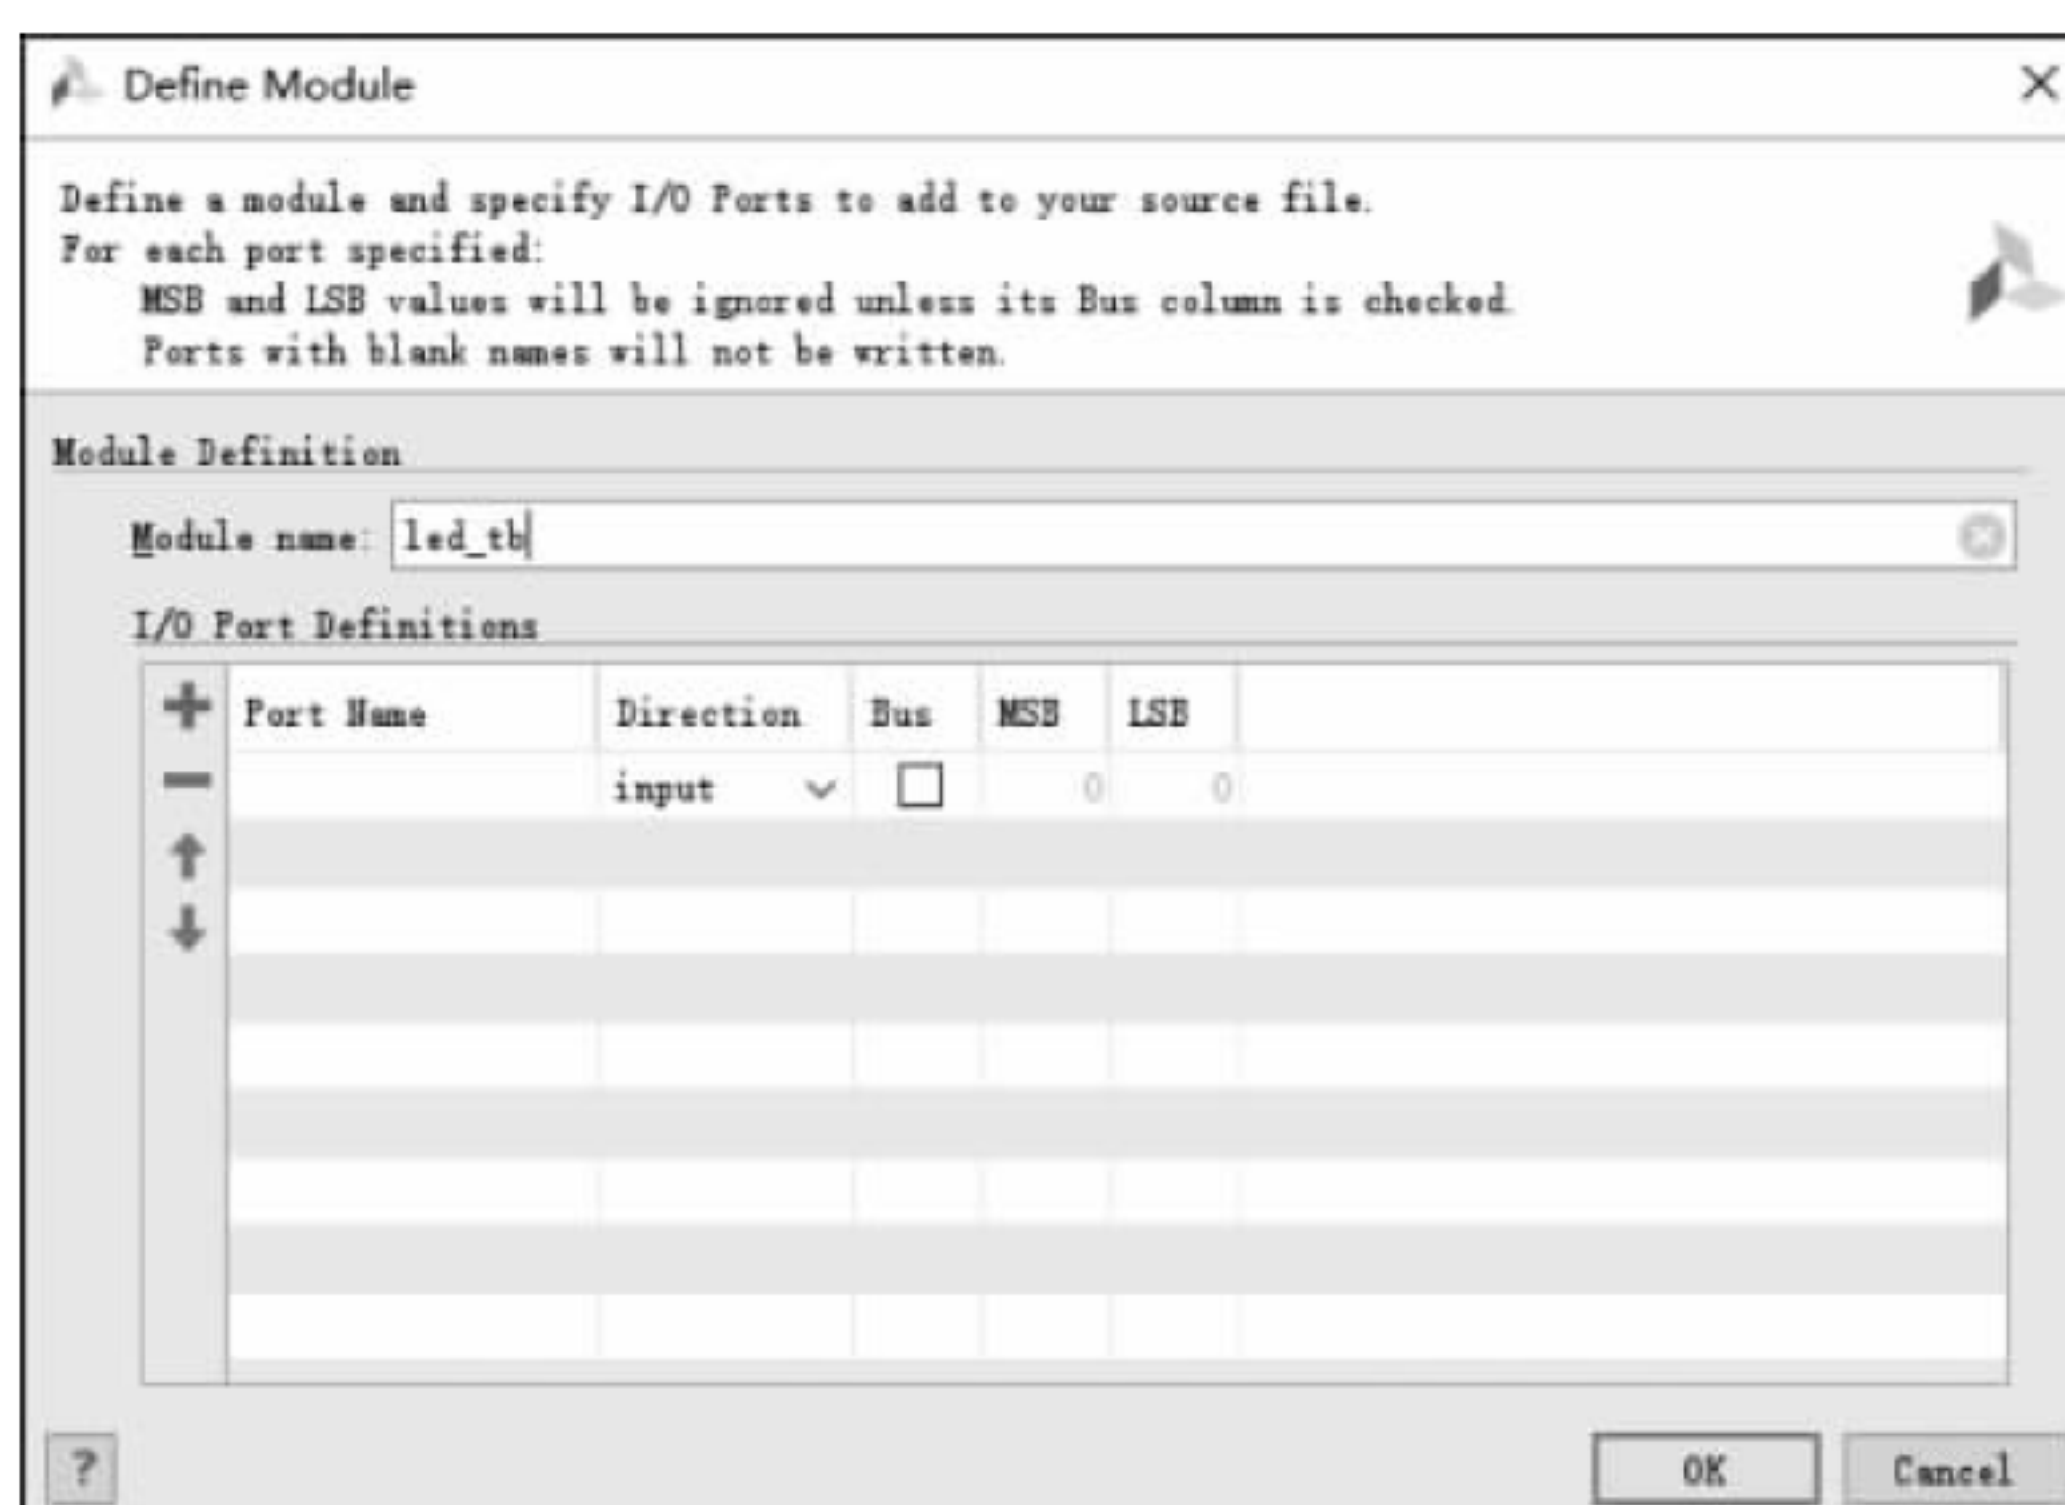 Define Module
Define a module and specify I/O Ports to add to your source file.
For each port specified:
MSB and LSB values will be ignored unless its Bus column is checked.
Ports with blank names will not be written.
Module Definition
Module name: led_tb
I/O Port Definitions
Port Name Direction Bus MSB LSB
input 0 0
? OK Cancel